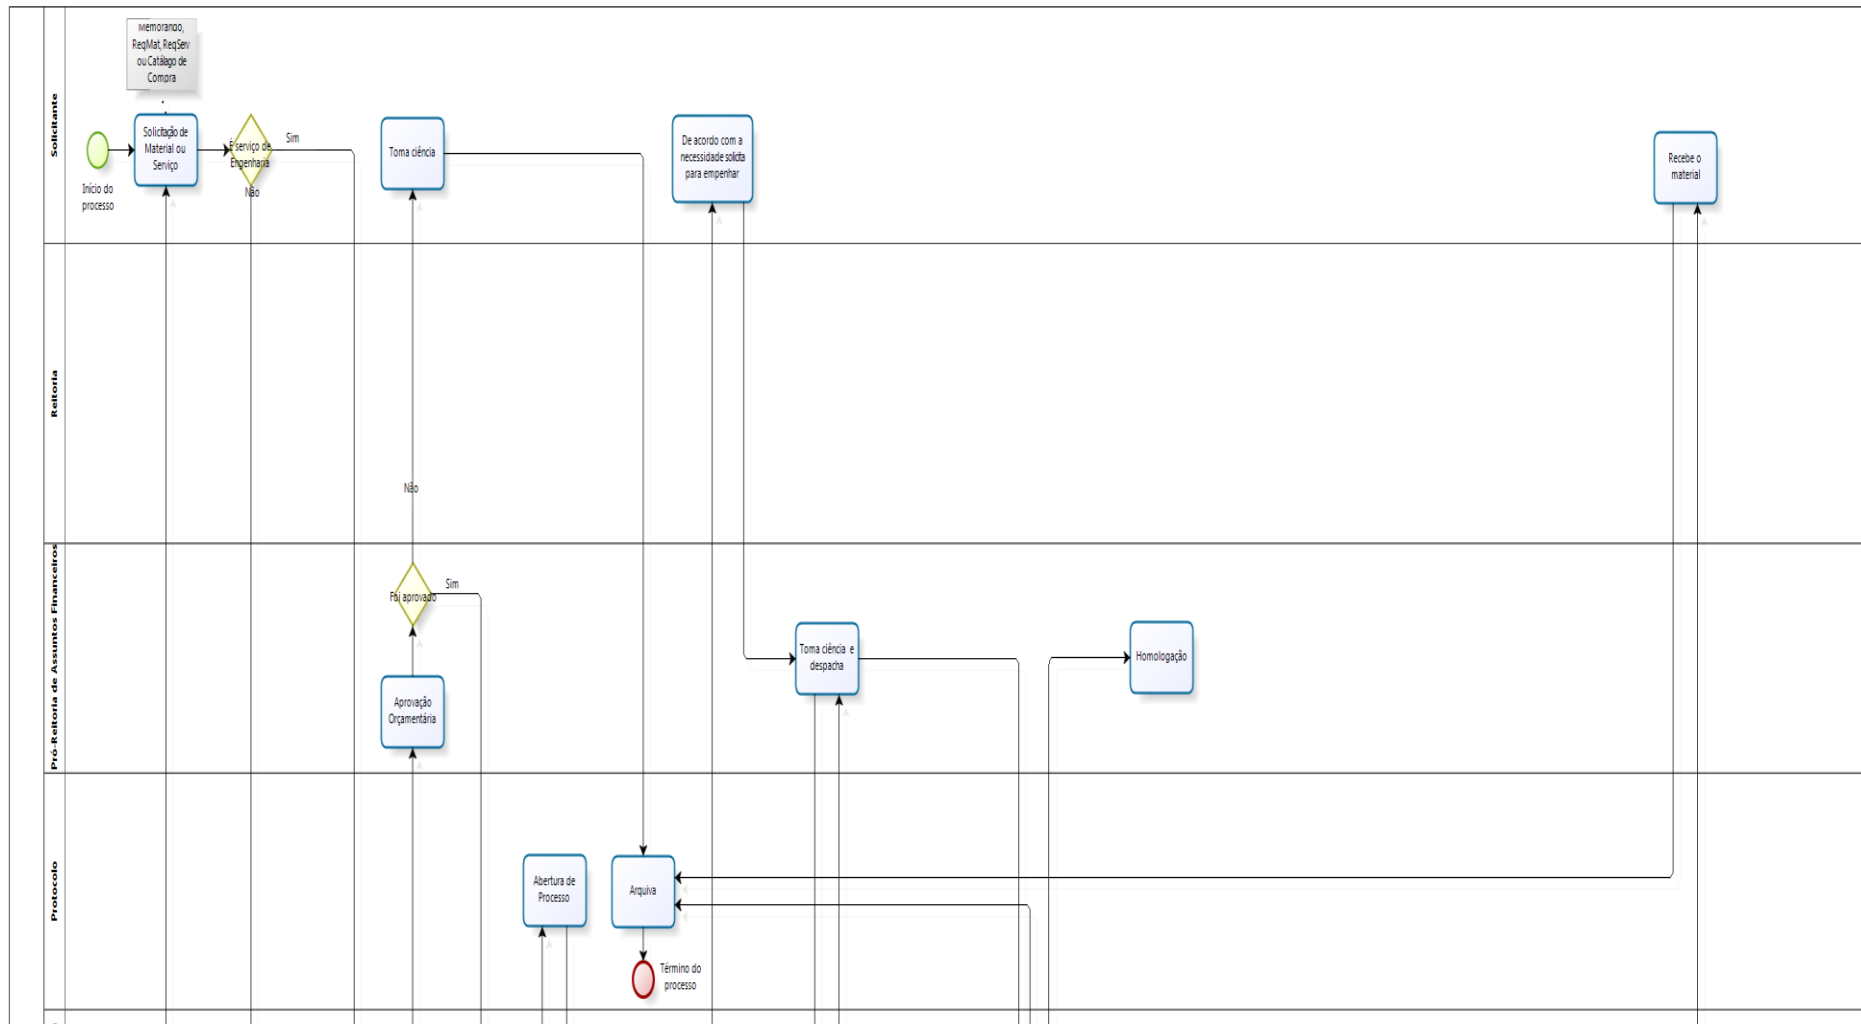 Solicitante
Memorando,
ReqMat, ReqServ
ou Catálago de
Compra
Início do
processo
Solicitação de
Material ou
Serviço
É serviço de
Engenharia
Sim
Não
Toma ciência
De acordo com a
necessidade solicita
para empenhar
Recebe o
material
Reitoria
Não
Pró-Reitoria de Assuntos Financeiros
Foi aprovado
Sim
Aprovação
Orçamentária
Toma ciência e
despacha
Homologação
Protocolo
Abertura de
Processo
Arquiva
Término do
processo